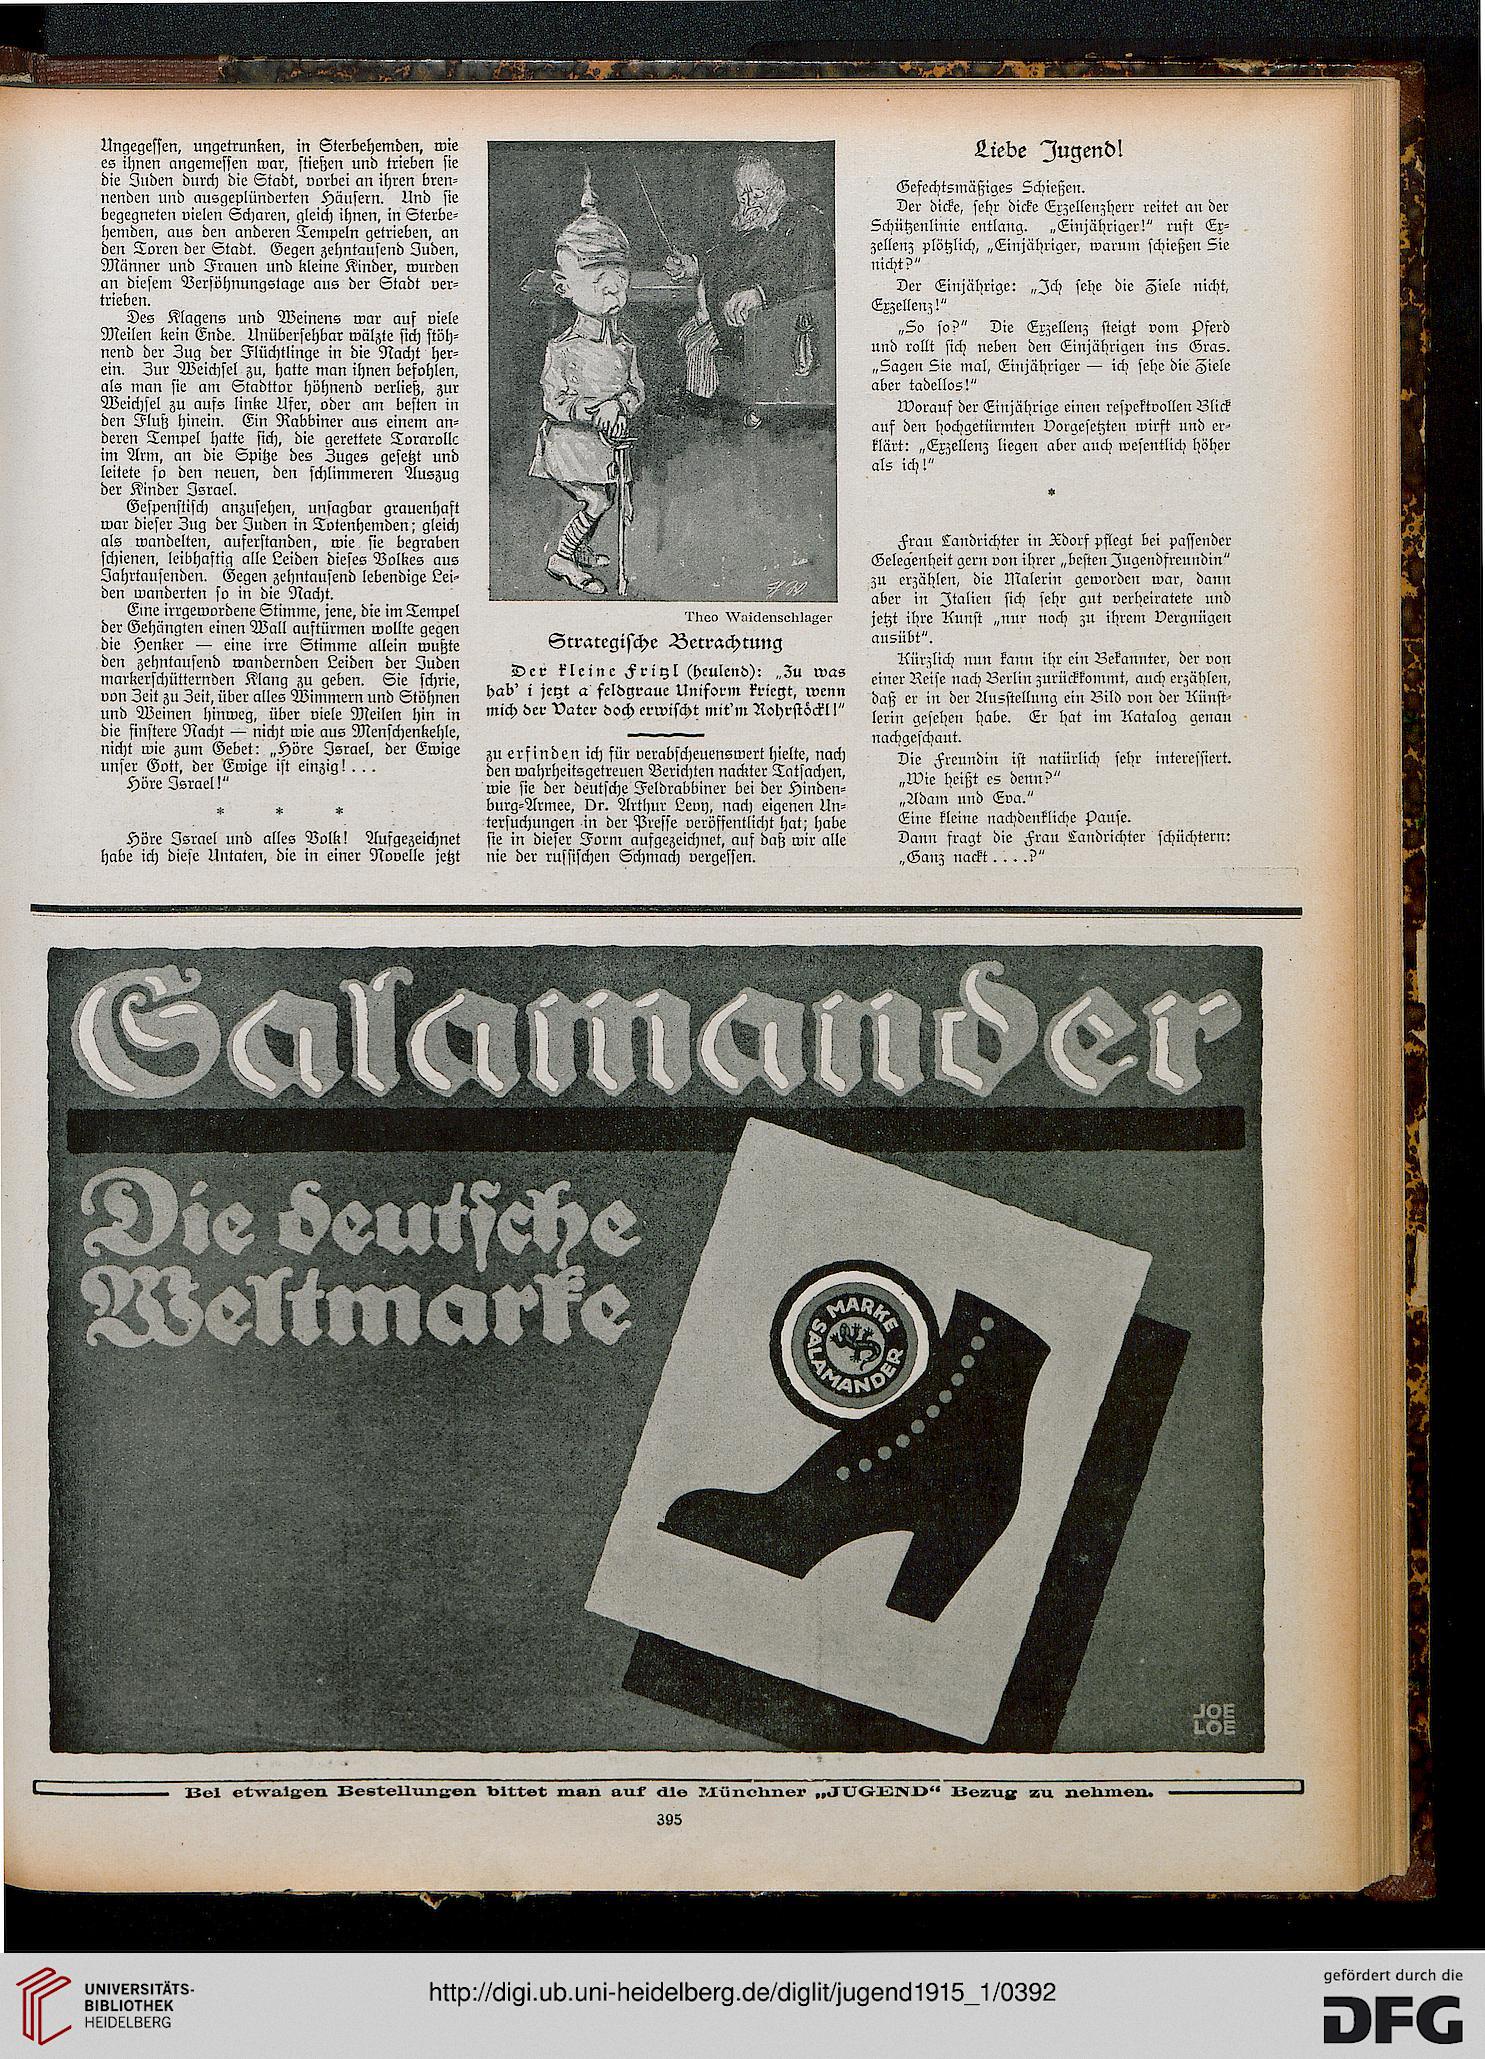 Ungegessen, ungetrunken, in Sterbehemden, wie
es ihnen angemessen war, stießen und trieben sie
die Juden durch die Stadt, vorbei an ihren bren-
nenden und ausgeplünderten Häusern. Und sie
begegneten vielen Scharen, gleich ihnen, in Sterbe-
hemden, aus den anderen Tempeln getrieben, an
den Toren der Stadt. Gegen zehntausend Juden,
Männer und Frauen und kleine Kinder, wurden
an diesem Versöhnungstage aus der Stadt ver-
trieben.
Des Klagens und Weinens war auf viele
Meilen kein Ende. Unübersehbar wälzte sich stöh-
nend der Zug der Flüchtlinge in die Nacht her-
ein. Zur Weichsel zu, hatte man ihnen befohlen,
als man sie am Stadttor höhnend verließ, zur
Weichsel zu aufs linke Ufer, oder am besten in
den Fluß hinein. Ein Rabbiner aus einem an-
deren Tempel hatte sich, die gerettete Torarolle
im Arm, an die Spitze des Zuges gesetzt und
leitete so den neuen, den schlimmeren Auszug
der Kinder Israel.
Gespenstisch anzusehen, unsagbar grauenhaft
war dieser Zug der Juden in Totenhemden; gleich
als wandelten, auferstanden, wie sie begraben
schienen, leibhaftig alle Leiden dieses Volkes aus
Jahrtausenden. Gegen zehntausend lebendige Lei-
den wanderten so in die Nacht.
Eine irrgewordene Stimme, jene, die im Tempel
der Gehängten einen Wall auftürmen wollte gegen
die Henker — eine irre Stimme allein wußte
den zehntausend wandernden Leiden der Juden
markerschütternden Klang zu geben. Sie schrie,
von Zeit zu Zeit, über alles Wimmern und Stöhnen
und Weinen hinweg, über viele Meilen hin in
die finstere Nacht — nicht wie aus Menschenkehle,
nicht wie zum Gebet: „Höre Israel, der Ewige
unser Gott, der Ewige ist einzig! . . .
Höre Israel!“
* * *
Höre Israel und alles Volk! Aufgezeichnet
habe ich diese Untaten, die in einer Novelle jetzt
Theo Waidenschlager
Strategische Betrachtung
Der kleine Fritzl (heulend): „Zu was
hab' i jetzt a feldgraue Uniform kriegt, wenn
mich der Vater doch erwischt mit'm Rohrstöckl!“
zu erfinden ich für verabscheuenswert hielte, nach
den wahrheitsgetreuen Berichten nackter Tatsachen,
wie sie der deutsche Feldrabbiner bei der Hinden-
burg-Armee, Dr. Arthur Levy, nach eigenen Un-
tersuchungen in der Presse veröffentlicht hat; habe
sie in dieser Form aufgezeichnet, auf daß wir alle
nie der russischen Schmach vergessen.
Liebe Jugend!
Gefechtsmäßiges Schießen.
Der dicke, sehr dicke Exzellenzherr reitet an der
Schützenlinie entlang. „Einjähriger!“ ruft Ex-
zellenz plötzlich, „Einjähriger, warum schießen Sie
nicht?“
Der Einjährige: „Ich sehe die Ziele nicht,
Exzellenz!“
„So so?“ Die Exzellenz steigt vom Pferd
und rollt sich neben den Einjährigen ins Gras.
„Sagen Sie mal, Einjähriger — ich sehe die Ziele
aber tadellos!“
Worauf der Einjährige einen respektvollen Blick
auf den hochgetürmten Vorgesetzten wirft und er-
klärt: „Exzellenz liegen aber auch wesentlich höher
als ich!“
*
Frau Landrichter in Xdorf pflegt bei passender
Gelegenheit gern von ihrer „besten Jugendfreundin“
zu erzählen, die Malerin geworden war, dann
aber in Italien sich sehr gut verheiratete und
jetzt ihre Kunst „nur noch zu ihrem Vergnügen
ausübt“.
Kürzlich nun kann ihr ein Bekannter, der von
einer Reise nach Berlin zurückkommt, auch erzählen,
daß er in der Ausstellung ein Bild von der Künst-
lerin gesehen habe. Er hat im Katalog genau
nachgeschaut.
Die Freundin ist natürlich sehr interessiert.
„Wie heißt es denn?“
„Adam und Eva.“
Eine kleine nachdenkliche Pause.
Dann fragt die Frau Landrichter schüchtern:
„Ganz nackt . . . .?“
Salamander
Die deutsche
Weltmarke
MARKE
SALAMANDER
JOE
LOE
Bei etwaigen Bestellungen bittet man auf die Münchner „JUGEND“ Bezug zu nehmen.
395
UNIVERSITÄTS-
BIBLIOTHEK
HEIDELBERG
http://digi.ub.uni-heidelberg.de/diglit/jugend1915_1/0392
gefördert durch die
DFG